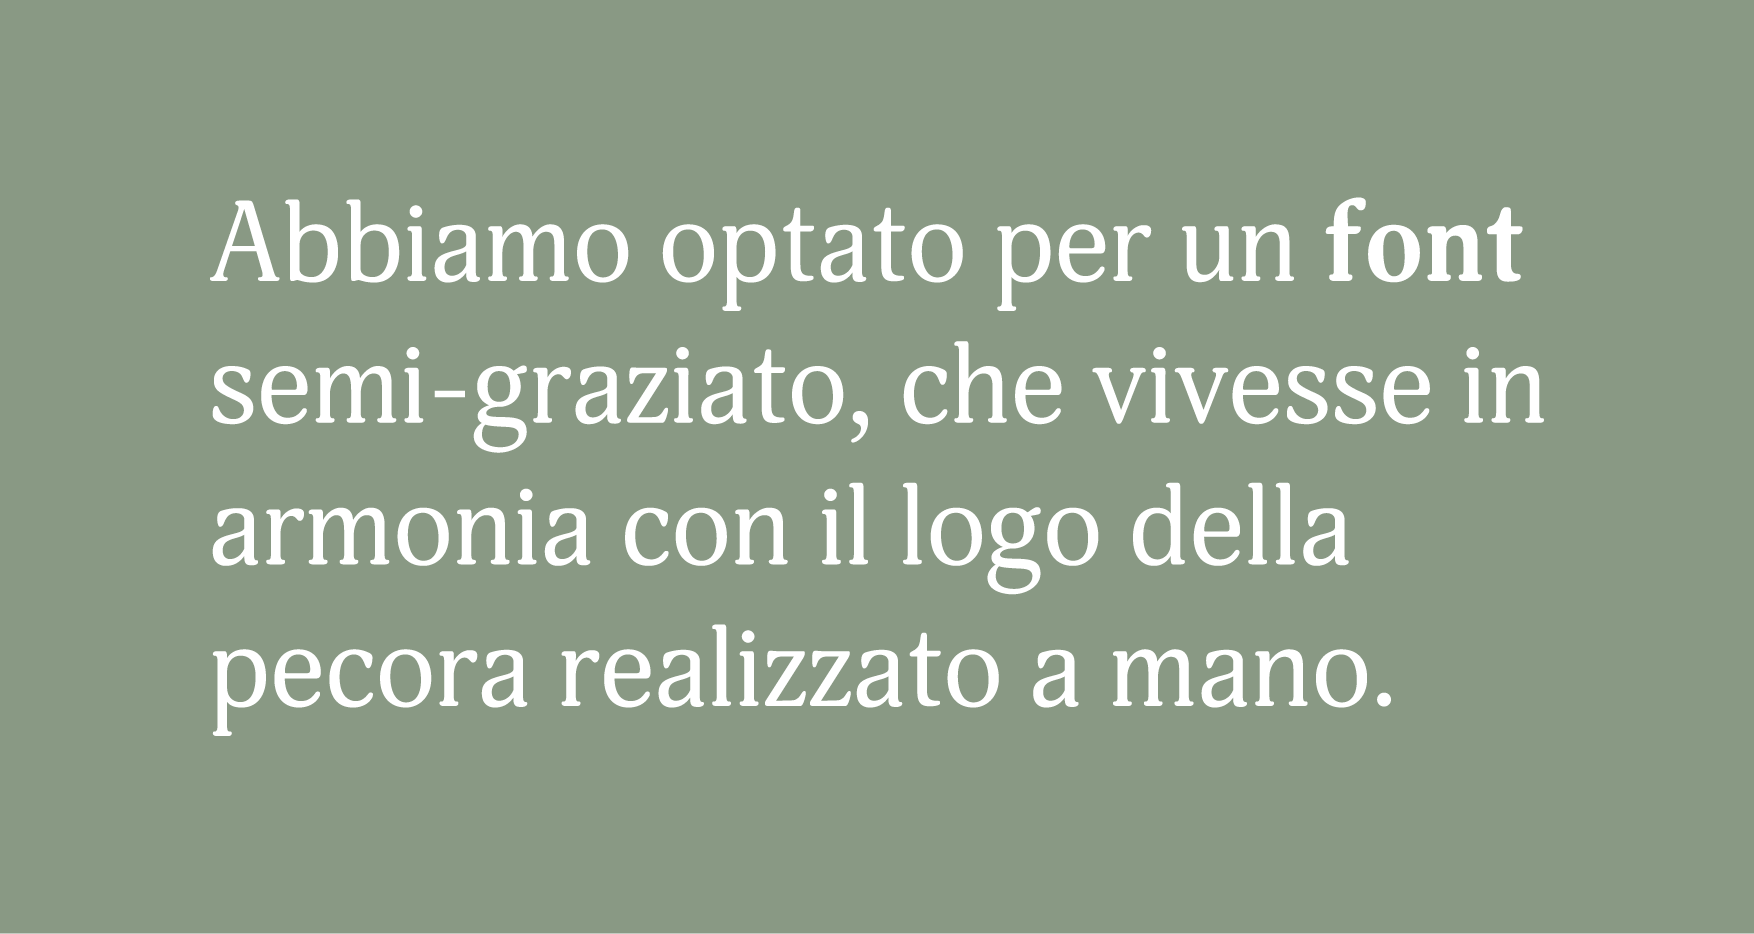 Abbiamo optato per un font
semi-graziato, che vivesse in
armonia con il logo della
pecora realizzato a mano.